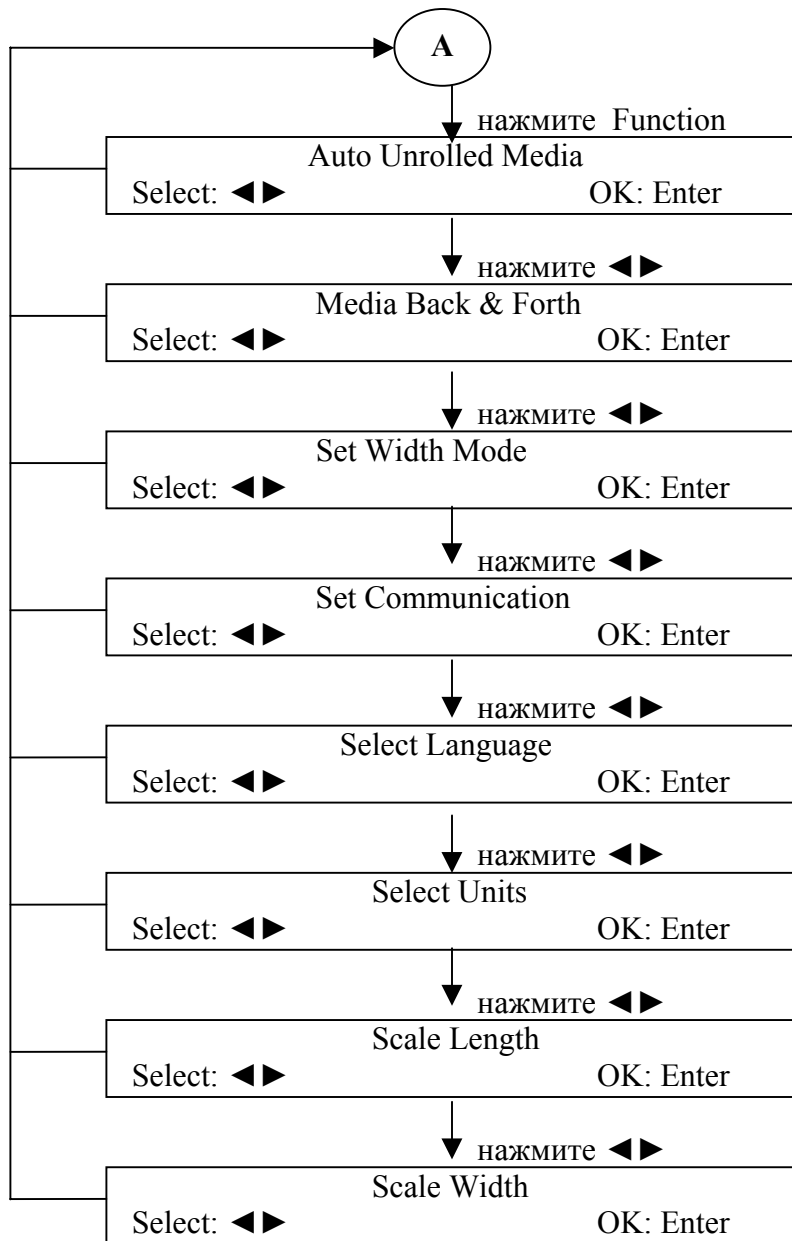 A
нажмите Function
Auto Unrolled Media
Select: ◄► OK: Enter
нажмите ◄►
Media Back & Forth
Select: ◄► OK: Enter
нажмите ◄►
Set Width Mode
Select: ◄► OK: Enter
нажмите ◄►
Set Communication
Select: ◄► OK: Enter
нажмите ◄►
Select Language
Select: ◄► OK: Enter
нажмите ◄►
Select Units
Select: ◄► OK: Enter
нажмите ◄►
Scale Length
Select: ◄► OK: Enter
нажмите ◄►
Scale Width
Select: ◄► OK: Enter